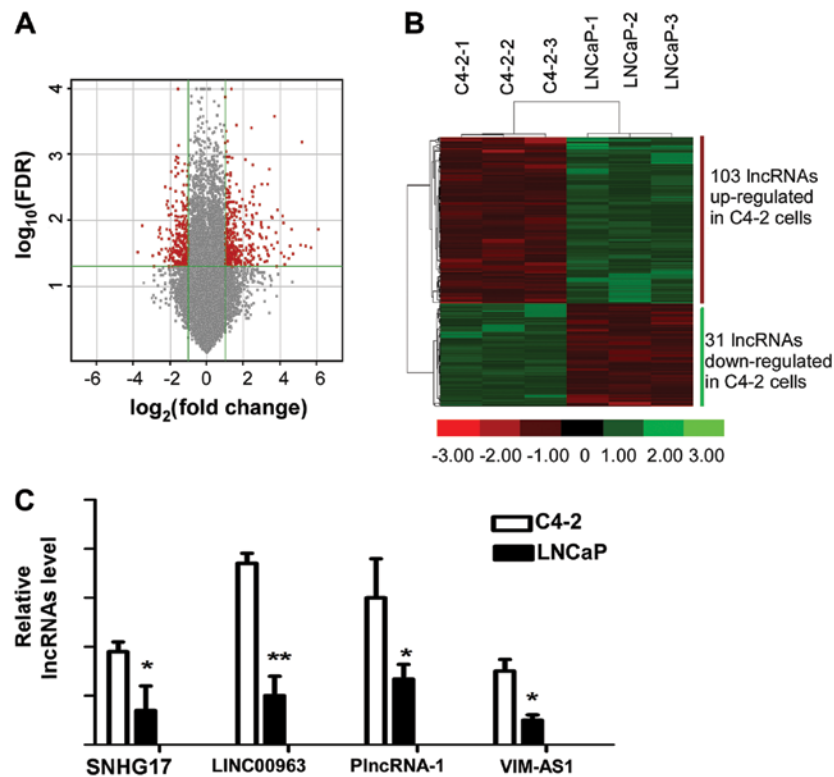 A
log10(FDR)
4
3
2
1
-6 -4 -2 0 2 4 6
log2(fold change)
B
C4-2-1
C4-2-2
C4-2-3
LNCaP-1
LNCaP-2
LNCaP-3
103 lncRNAs
up-regulated
in C4-2 cells
31 lncRNAs
down-regulated
in C4-2 cells
-3.00 -2.00 -1.00 0 1.00 2.00 3.00
C
Relative
lncRNAs level
C4-2
LNCaP
*
**
*
*
SNHG17 LINC00963 PlncRNA-1 VIM-AS1